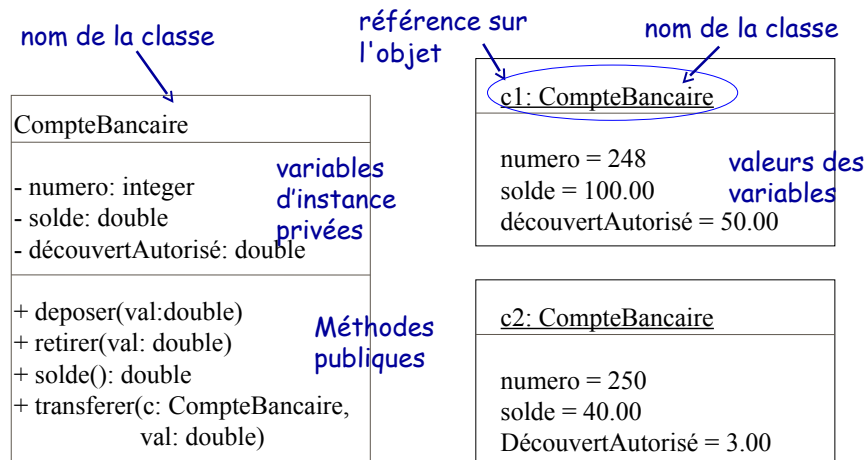 nom de la classe
CompteBancaire
- numero: integer
- solde: double
- découvertAutorisé: double
variables
d’instance
privées
+ deposer(val:double)
+ retirer(val: double)
+ solde(): double
+ transferer(c: CompteBancaire,
val: double)
Méthodes
publiques
référence sur
l'objet
nom de la classe
c1: CompteBancaire
numero = 248
solde = 100.00
découvertAutorisé = 50.00
valeurs des
variables
c2: CompteBancaire
numero = 250
solde = 40.00
DécouvertAutorisé = 3.00